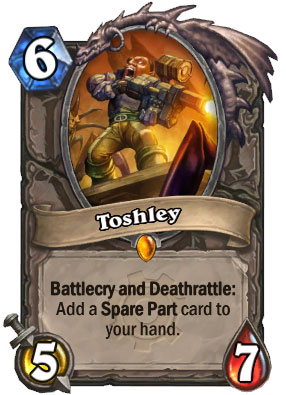 6
Toshley
Battlecry and Deathrattle:
Add a Spare Part card to
your hand.
5
7